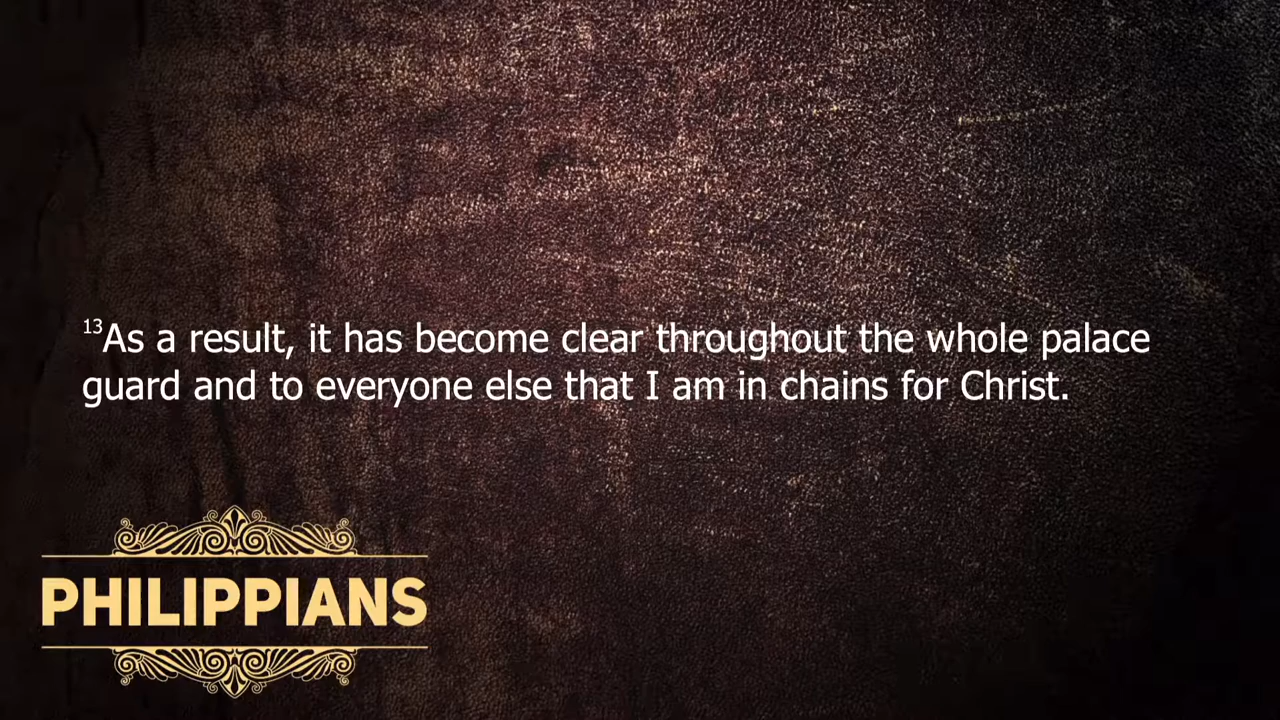 ¹³As a result, it has become clear throughout the whole palace
guard and to everyone else that I am in chains for Christ.
PHILIPPIANS